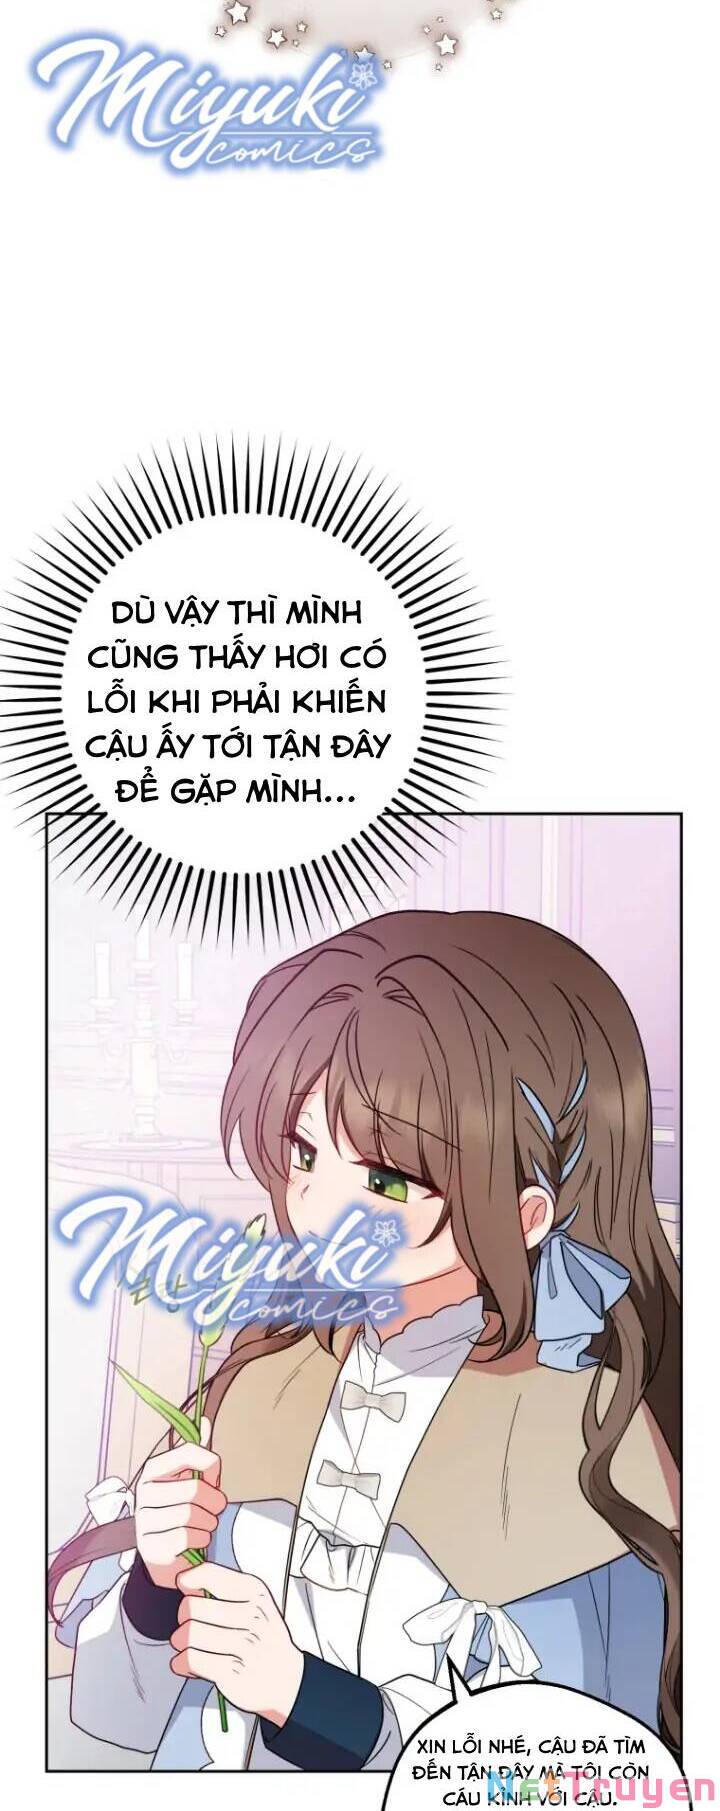 Miyuki
comics
DÙ VẬY THÌ MÌNH
CŨNG THẤY HƠI CÓ
LỖI KHI PHẢI KHIẾN
CẬU ẤY TỚI TẬN ĐÂY
ĐỂ GẶP MÌNH...
Miyuki
comics
살랑
XIN LỖI NHÉ, CẬU ĐÃ TÌM
ĐẾN TẬN ĐÂY MÀ TÔI CÒN
CÁU KỈNH VỚI CẬU.
NetTruyen